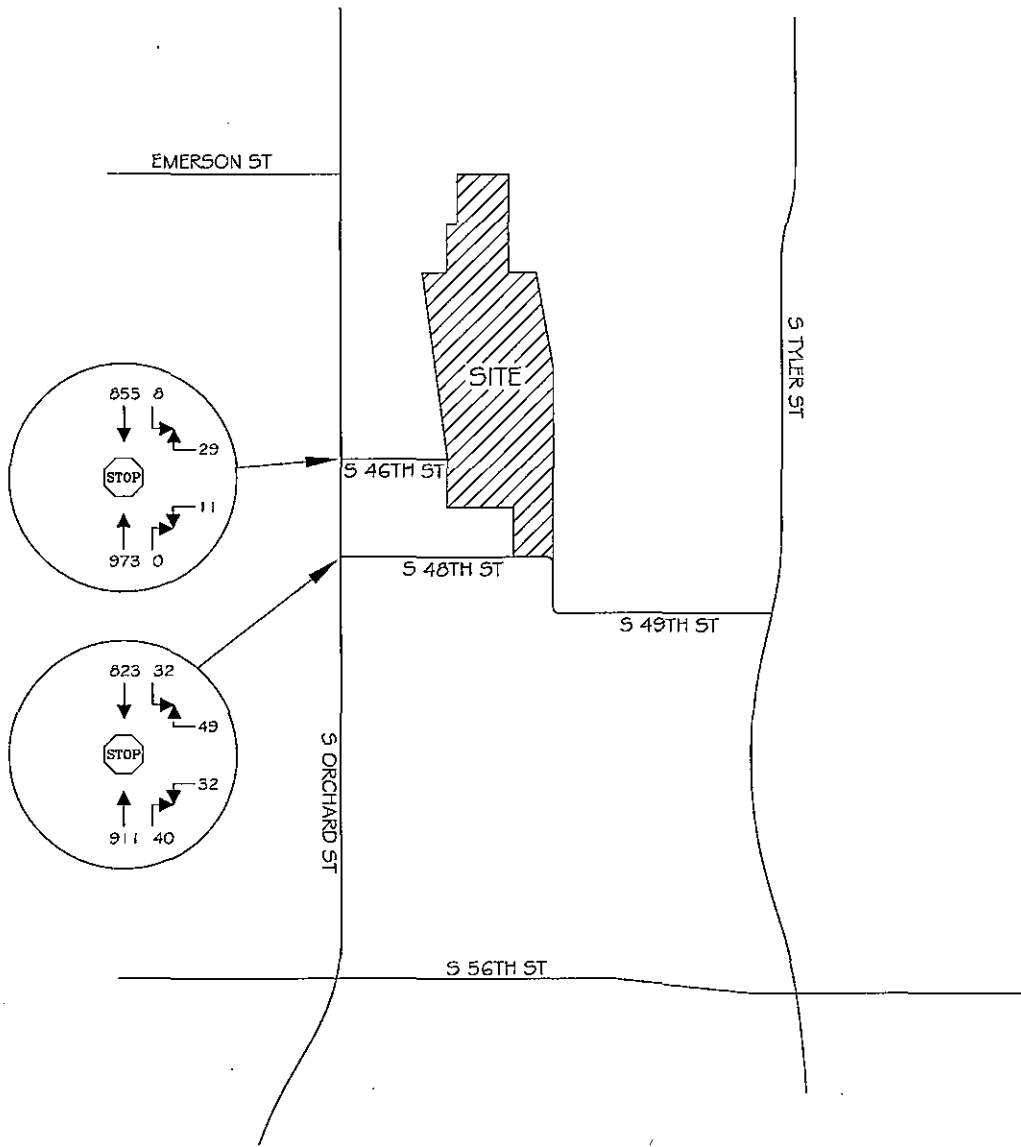 EMERSON ST
S TYLER ST
SITE
855 8
STOP
29
11
973 0
S 46TH ST
S 48TH ST
S 49TH ST
823 32
STOP
49
32
911 40
S ORCHARD ST
S 56TH ST